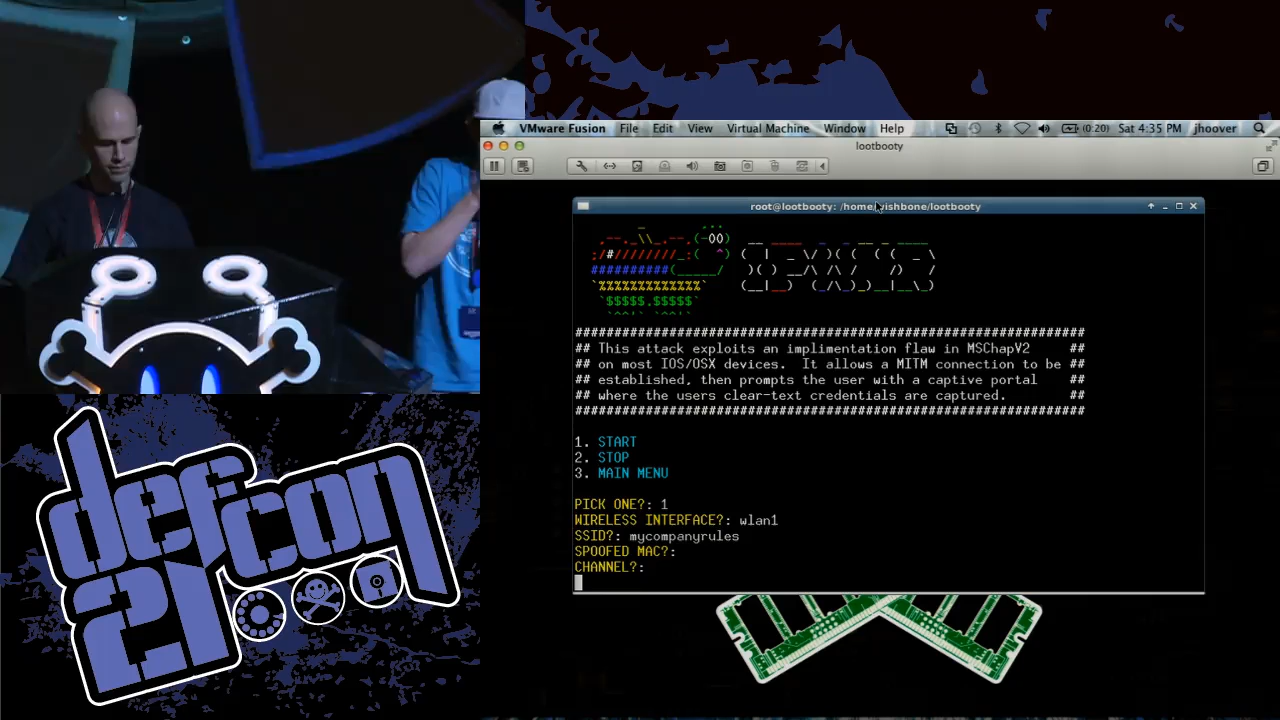 VMware Fusion File Edit View Virtual Machine Window Help (0:20) Sat 4:35 PM jhoover
lootbooty
root@lootbooty: /home/wishbone/lootbooty
## This attack exploits an implimentation flaw in MSChapV2 ##
## on most IOS/OSX devices. It allows a MITM connection to be ##
## established, then prompts the user with a captive portal ##
## where the users clear-text credentials are captured. ##
1. START
2. STOP
3. MAIN MENU
PICK ONE?: 1
WIRELESS INTERFACE?: wlan1
SSID?: mycompanyrules
SPOOFED MAC?:
CHANNEL?:
defcon
21